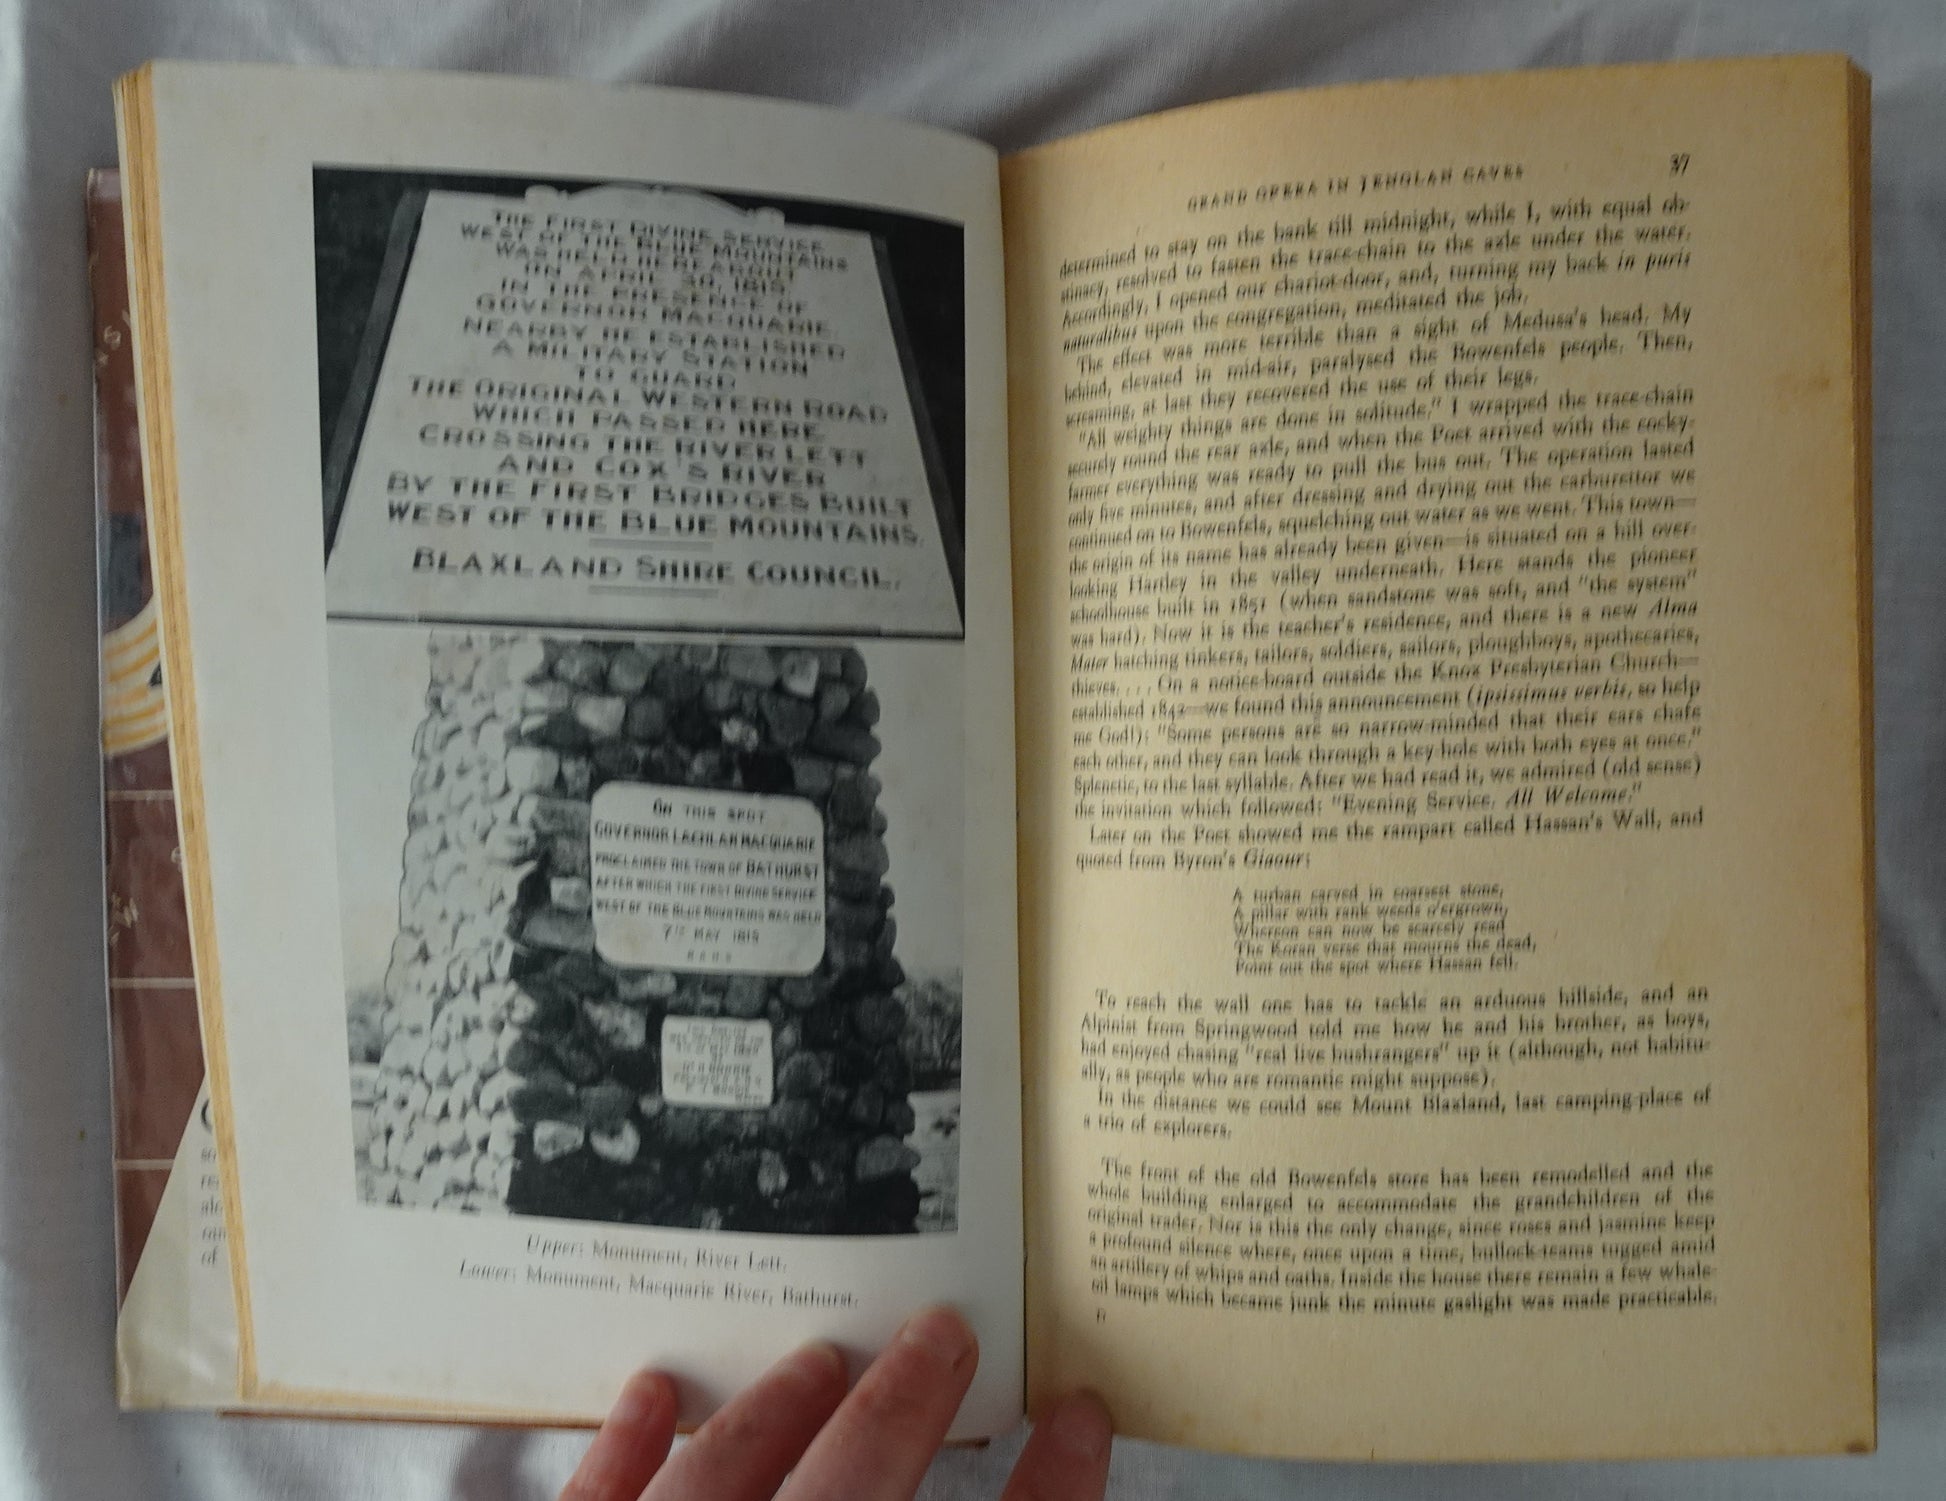 THE FIRST DIVINE SERVICE
WEST OF THE BLUE MOUNTAINS
WAS HELD HEREABOUT
ON APRIL 30, 1815,
IN THE PRESENCE OF
GOVERNOR MACQUARIE.
NEARBY HE ESTABLISHED
A MILITARY STATION
TO GUARD
THE ORIGINAL WESTERN ROAD
WHICH PASSED HERE
CROSSING THE RIVER LETT
AND COX'S RIVER
BY THE FIRST BRIDGES BUILT
WEST OF THE BLUE MOUNTAINS.
BLAXLAND SHIRE COUNCIL.
ON THIS SPOT
GOVERNOR LACHLAN MACQUARIE
PROCLAIMED THE TOWN OF BATHURST
AFTER WHICH THE FIRST DIVINE SERVICE
WEST OF THE BLUE MOUNTAINS WAS HELD
7TH MAY 1815
Upper: Monument, River Lett.
Lower: Monument, Macquarie River, Bathurst.
GRAND OPERA IN JENOLAN CAVES 37
determined to stay on the bank till midnight, while I, with equal ob-
stinacy, resolved to fasten the trace-chain to the axle under the water.
Accordingly, I opened our chariot-door, and, turning my back in puris
naturalibus upon the congregation, meditated the job.
The effect was more terrible than a sight of Medusa's head. My
behind, elevated in mid-air, paralysed the Bowenfels people. Then,
screaming, at last they recovered the use of their legs.
"All weighty things are done in solitude." I wrapped the trace-chain
securely round the rear axle, and when the Poet arrived with the cocky-
farmer everything was ready to pull the bus out. The operation lasted
only five minutes, and after dressing and drying out the carburettor we
continued on to Bowenfels, squelching out water as we went. This town—
the origin of its name has already been given—is situated on a hill over-
looking Hartley in the valley underneath. Here stands the pioneer
schoolhouse built in 1851 (when sandstone was soft, and "the system"
was hard). Now it is the teacher's residence, and there is a new Alma
Mater hatching tinkers, tailors, soldiers, sailors, ploughboys, apothecaries,
thieves. . . . On a notice-board outside the Knox Presbyterian Church—
established 1842—we found this announcement (ipsissimus verbis, so help
me God!): "Some persons are so narrow-minded that their ears chafe
each other, and they can look through a key-hole with both eyes at once."
Splenetic, to the last syllable. After we had read it, we admired (old sense)
the invitation which followed: "Evening Service. All Welcome."
Later on the Poet showed me the rampart called Hassan's Wall, and
quoted from Byron's Giaour:
A turban carved in coarsest stone,
A pillar with rank weeds o'ergrown,
Whereon can now be scarcely read
The Koran verse that mourns the dead,
Point out the spot where Hassan fell.
To reach the wall one has to tackle an arduous hillside, and an
Alpinist from Springwood told me how he and his brother, as boys,
had enjoyed chasing "real live bushrangers" up it (although, not habitu-
ally, as people who are romantic might suppose).
In the distance we could see Mount Blaxland, last camping-place of
a trio of explorers.
The front of the old Bowenfels store has been remodelled and the
whole building enlarged to accommodate the grandchildren of the
original trader. Nor is this the only change, since roses and jasmine keep
a profound silence where, once upon a time, bullock-teams tugged amid
an artillery of whips and oaths. Inside the house there remain a few whale-
oil lamps which became junk the minute gaslight was made practicable.
D